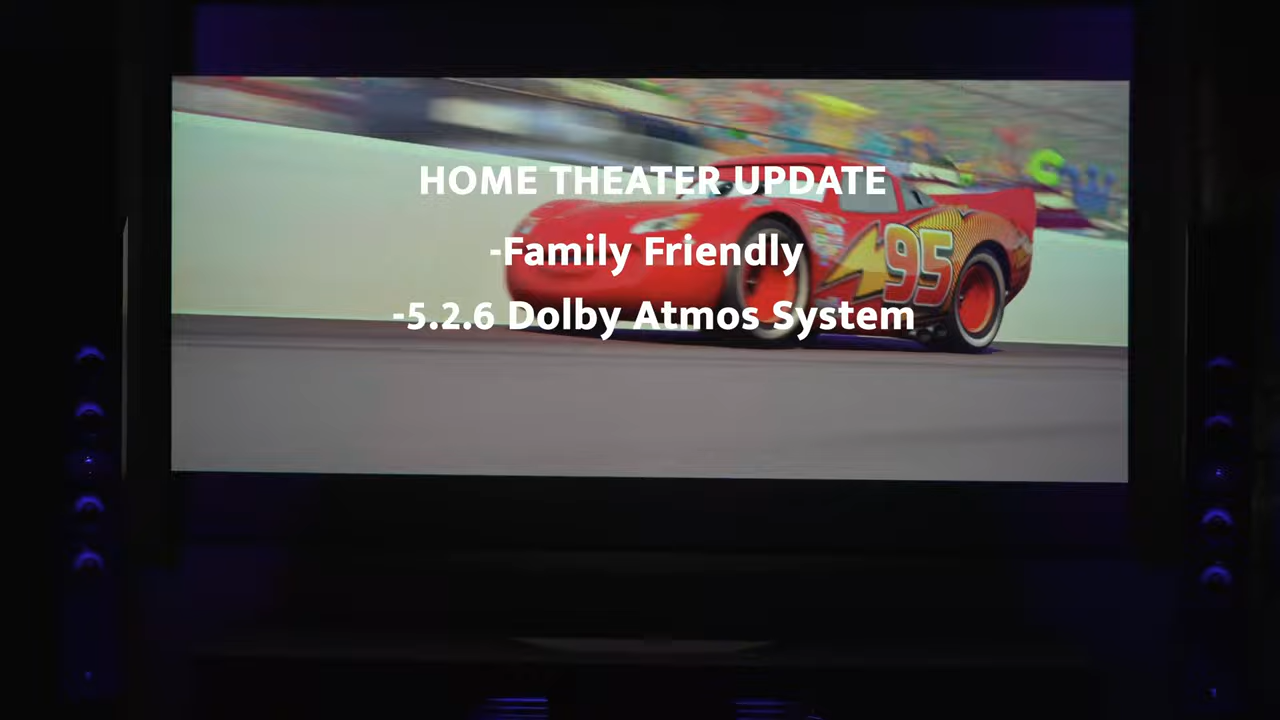 HOME THEATER UPDATE
-Family Friendly
-5.2.6 Dolby Atmos System
95